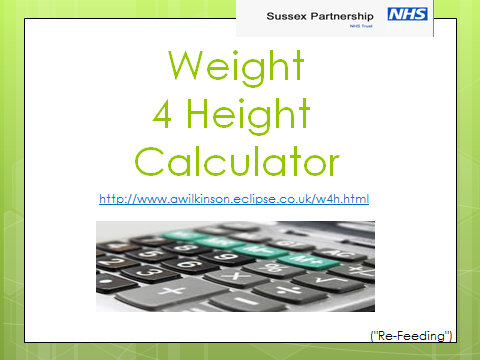 Sussex Partnership NHS
NHS Trust
Weight
4 Height
Calculator
http://www.awilkinson.eclipse.co.uk/w4h.html
("Re-Feeding")